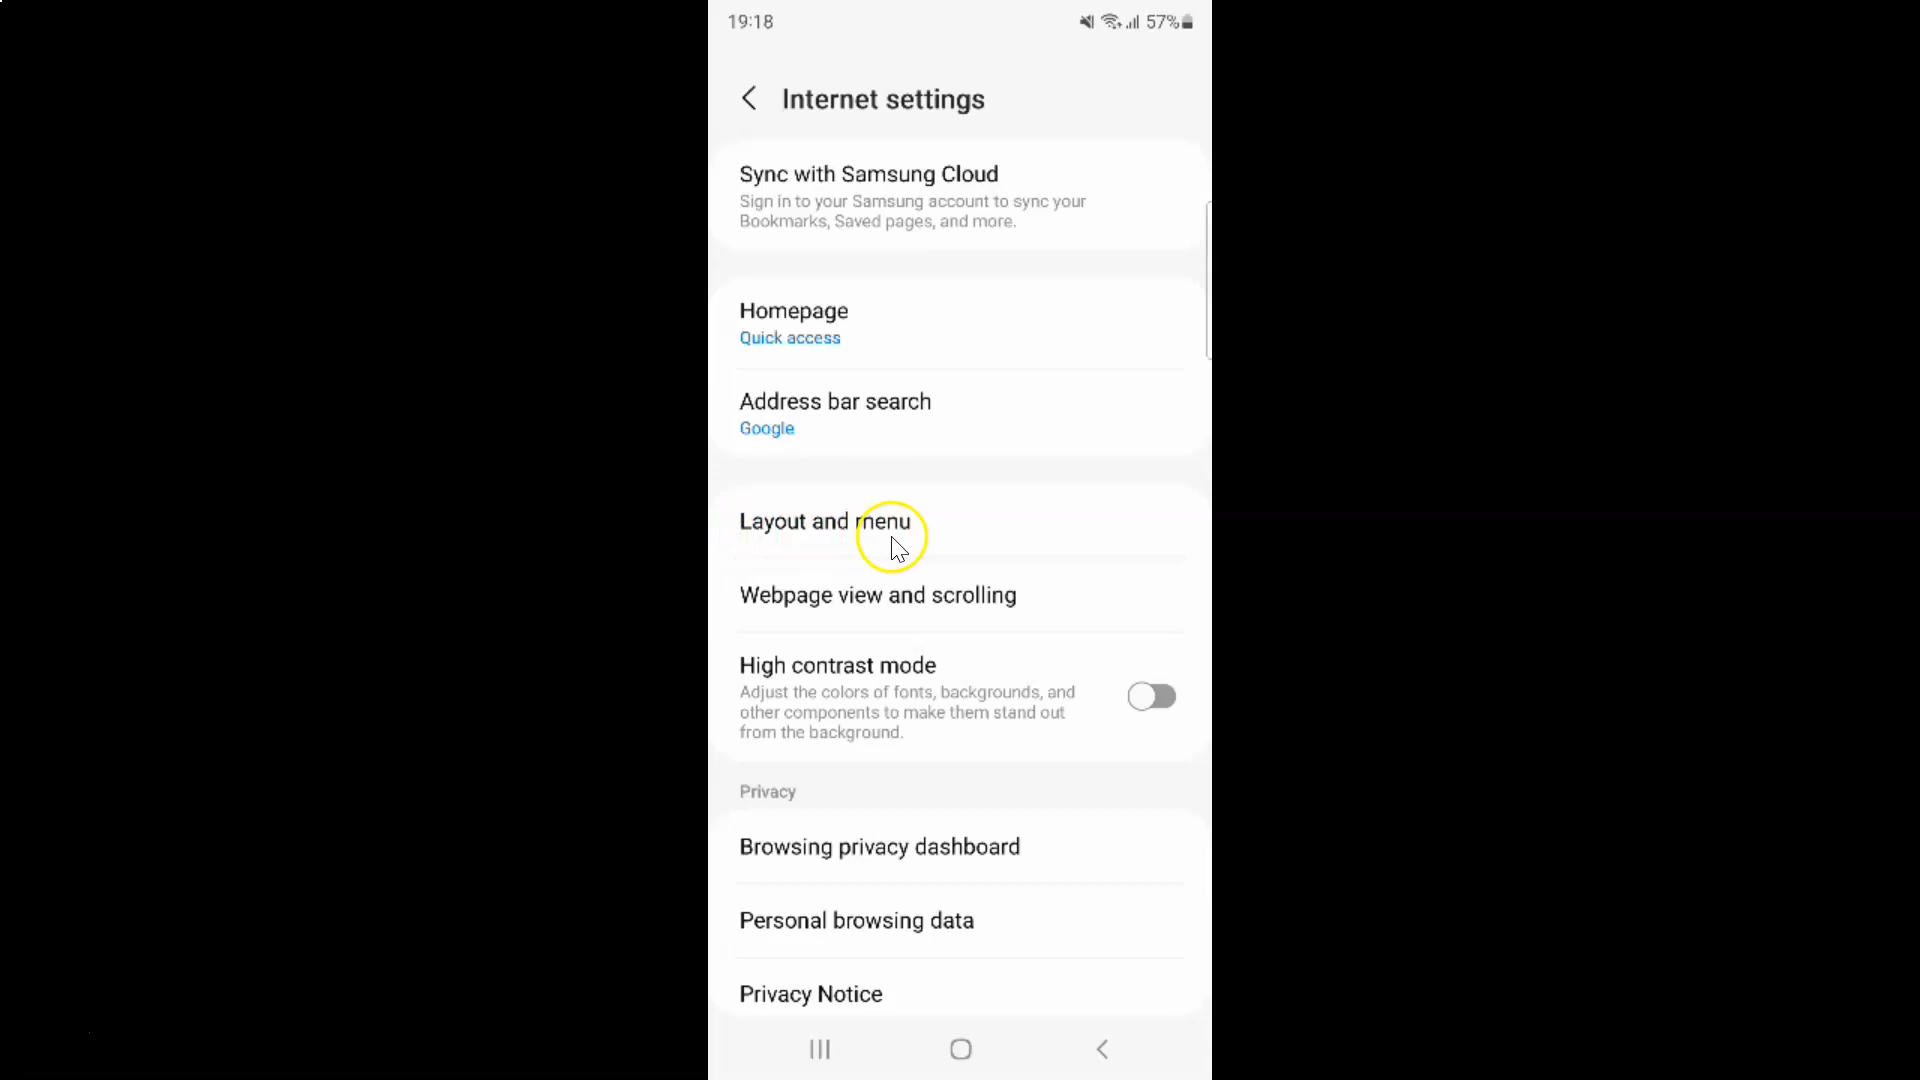 19:18
57%
Internet settings
Sync with Samsung Cloud
Sign in to your Samsung account to sync your
Bookmarks, Saved pages, and more.
Homepage
Quick access
Address bar search
Google
Layout and menu
Webpage view and scrolling
High contrast mode
Adjust the colors of fonts, backgrounds, and
other components to make them stand out
from the background.
Privacy
Browsing privacy dashboard
Personal browsing data
Privacy Notice